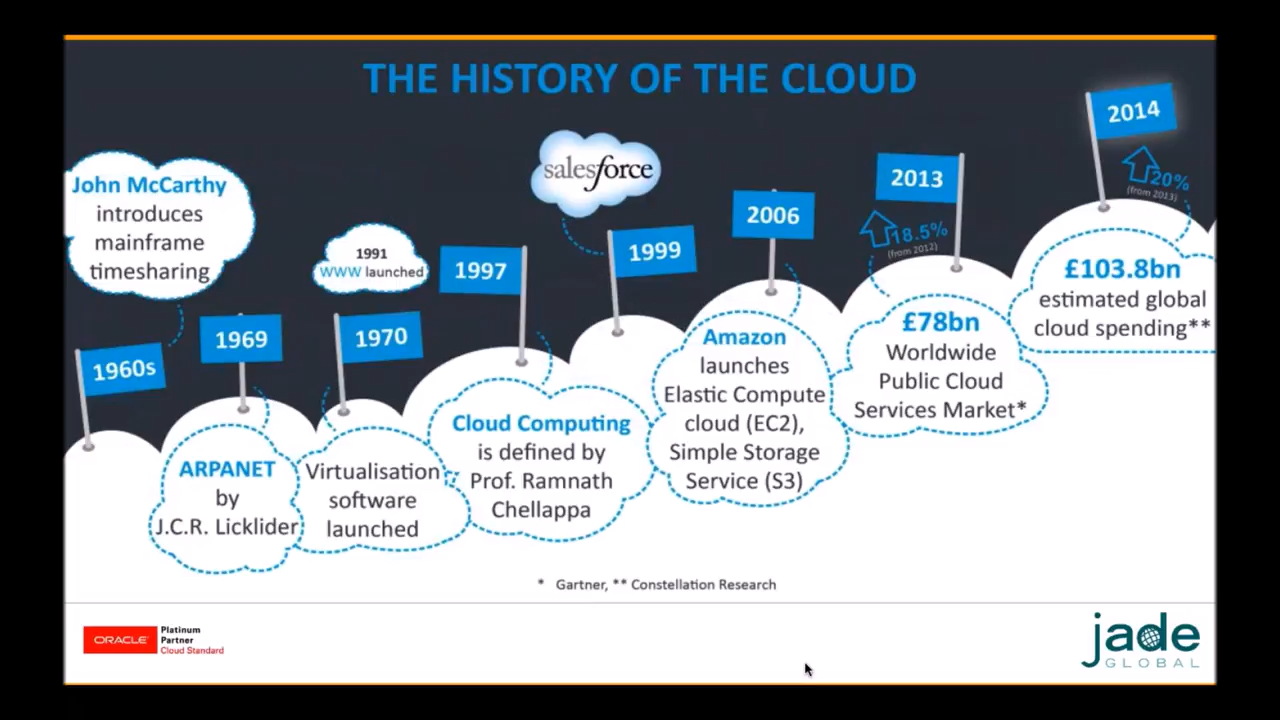 THE HISTORY OF THE CLOUD
John McCarthy
introduces
mainframe
timesharing
1960s
1969
ARPANET
by
J.C.R. Licklider
1970
Virtualisation
software
launched
1991
WWW launched
1997
Cloud Computing
is defined by
Prof. Ramnath
Chellappa
salesforce
1999
2006
Amazon
launches
Elastic Compute
cloud (EC2),
Simple Storage
Service (S3)
2013
18.5%
(from 2012)
£78bn
Worldwide
Public Cloud
Services Market*
2014
20%
(from 2013)
£103.8bn
estimated global
cloud spending**
* Gartner, ** Constellation Research
ORACLE
Platinum
Partner
Cloud Standard
jade
GLOBAL